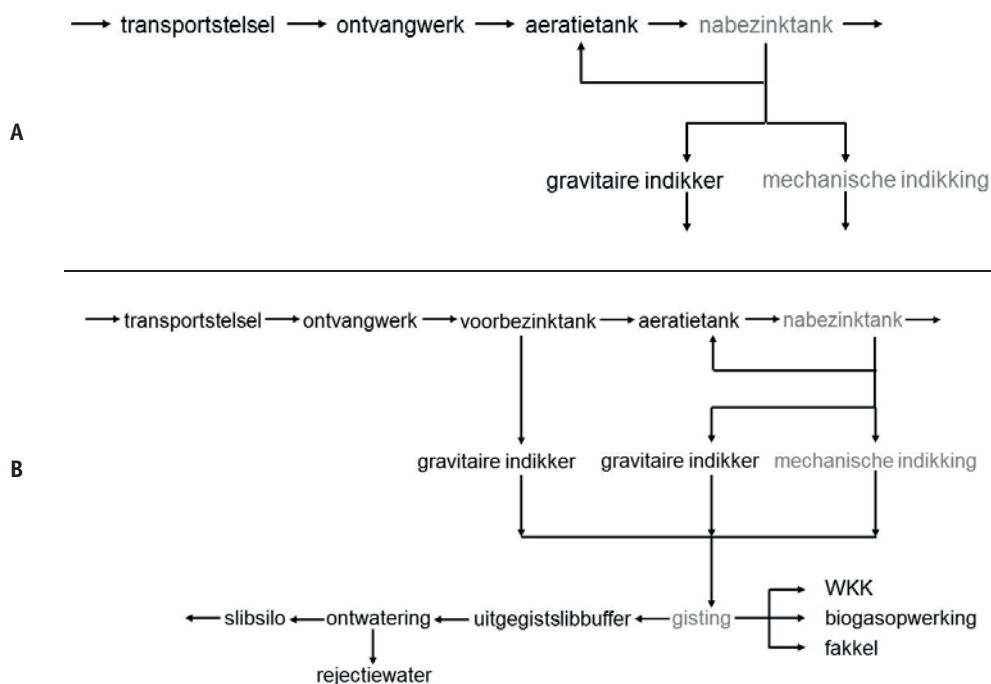 transportstelsel ontvangwerk aeratietank nabezinktank
A
gravitaire indikker mechanische indikking
transportstelsel ontvangwerk voorbezinktank aeratietank nabezinktank
B
gravitaire indikker gravitaire indikker mechanische indikking
WKK
slibsilo ontwatering uitgegistslibbuffer gisting biogasopwerking
fakkel
rejectiewater